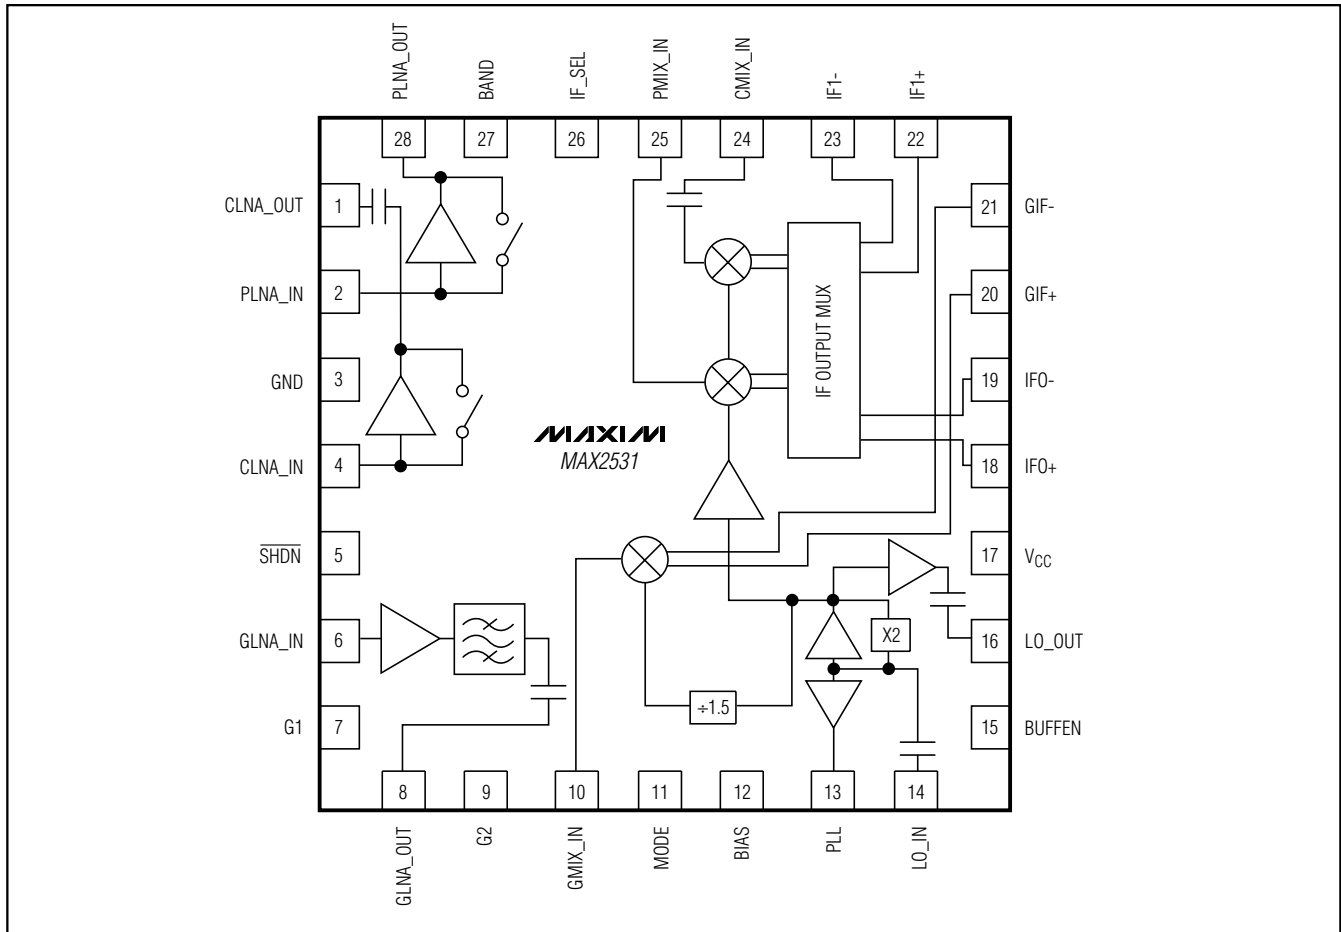 PLNA_OUT
BAND
IF_SEL
PMIX_IN
CMIX_IN
IF1-
IF1+
28
27
26
25
24
23
22
CLNA_OUT
1
21
GIF-
PLNA_IN
2
20
GIF+
GND
3
19
IFO-
CLNA_IN
4
18
IFO+
IF OUTPUT MUX
MAXIM
MAX2531
SHDN
5
17
VCC
GLNA_IN
6
X2
16
LO_OUT
G1
7
÷1.5
15
BUFFEN
8
9
10
11
12
13
14
GLNA_OUT
G2
GMIX_IN
MODE
BIAS
PLL
LO_IN